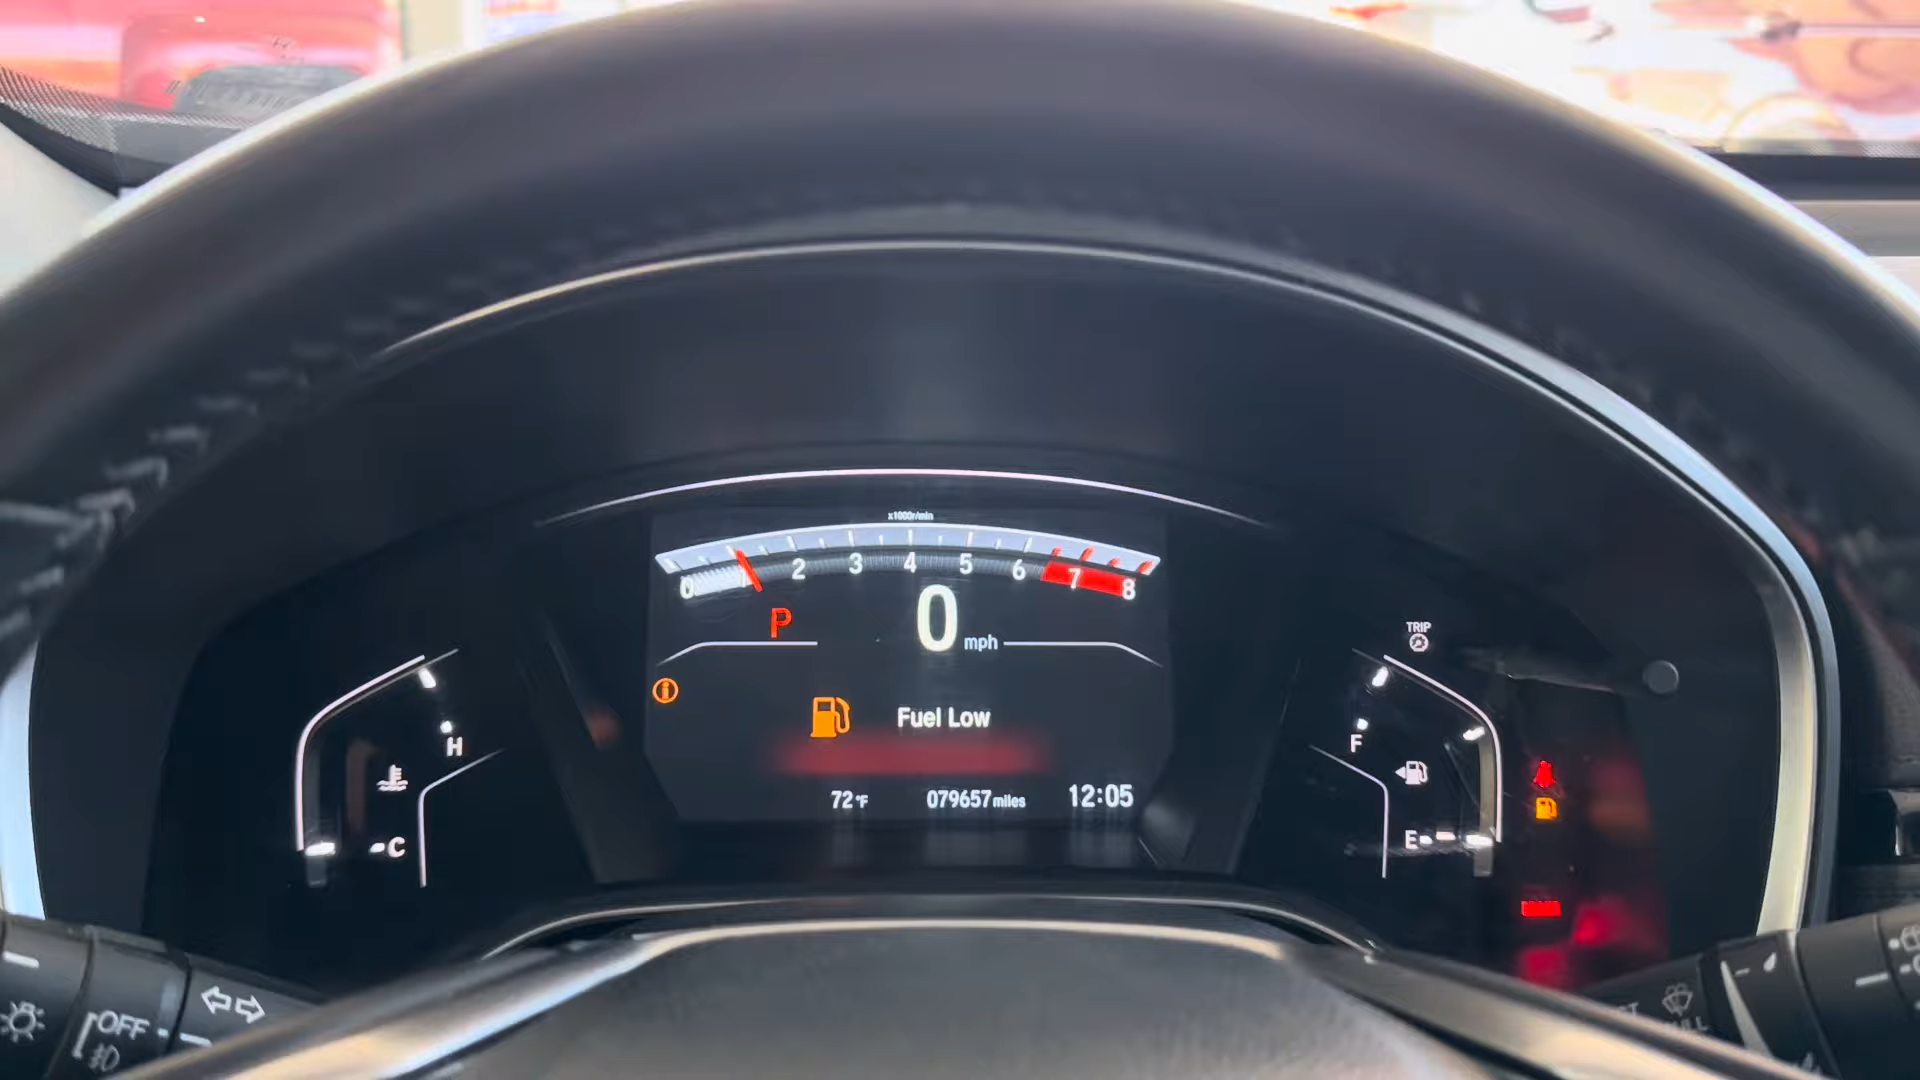 x1000r/min
0 1 2 3 4 5 6 7 8
P
0 mph
TRIP
Fuel Low
H
F
C
E
72°F
079657 miles
12:05
OFF